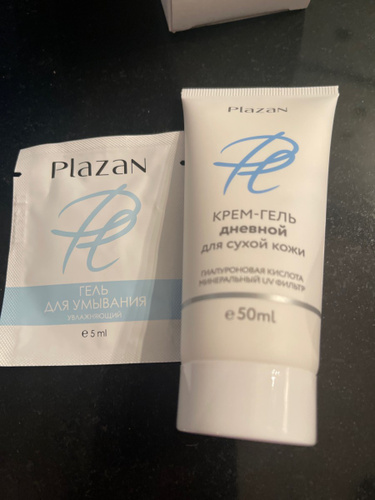 Plazan
ГЕЛЬ
ДЛЯ УМЫВАНИЯ
УВЛАЖНЯЮЩИЙ
℮ 5 ml
Plazan
КРЕМ-ГЕЛЬ
дневной
для сухой кожи
ГИАЛУРОНОВАЯ КИСЛОТА
МИНЕРАЛЬНЫЙ UV ФИЛЬТР
℮50ml